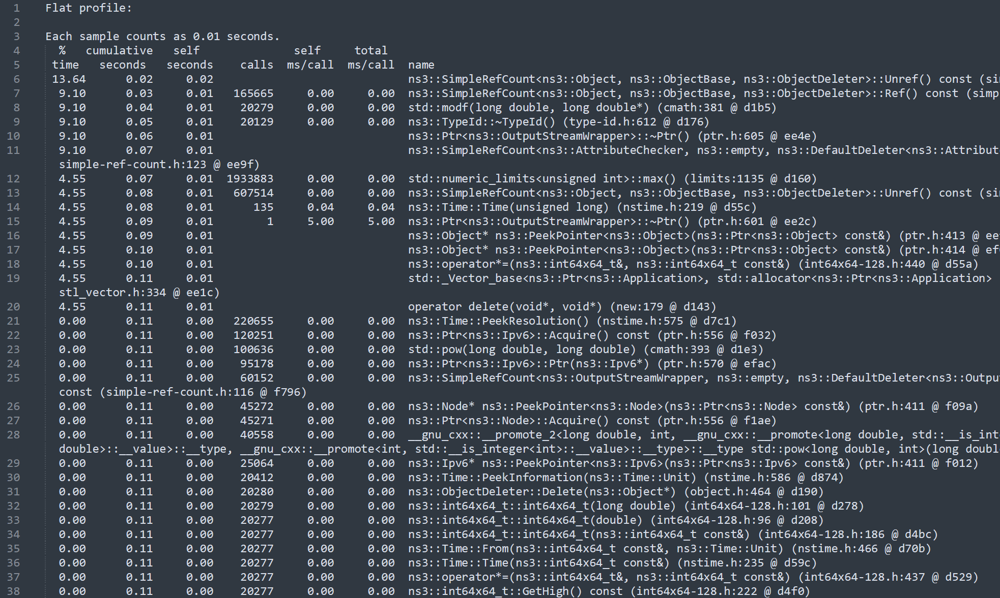 1 Flat profile:
2
3 Each sample counts as 0.01 seconds.
4 % cumulative self self total
5 time seconds seconds calls ms/call ms/call name
6 13.64 0.02 0.02 ns3::SimpleRefCount<ns3::Object, ns3::ObjectBase, ns3::ObjectDeleter>::Unref() const (si
7 9.10 0.03 0.01 165665 0.00 0.00 ns3::SimpleRefCount<ns3::Object, ns3::ObjectBase, ns3::ObjectDeleter>::Ref() const (simp
8 9.10 0.04 0.01 20279 0.00 0.00 std::modf(long double, long double*) (cmath:381 @ d1b5)
9 9.10 0.05 0.01 20129 0.00 0.00 ns3::TypeId::~TypeId() (type-id.h:612 @ d176)
10 9.10 0.06 0.01 ns3::Ptr<ns3::OutputStreamWrapper>::~Ptr() (ptr.h:605 @ ee4e)
11 9.10 0.07 0.01 ns3::SimpleRefCount<ns3::AttributeChecker, ns3::empty, ns3::DefaultDeleter<ns3::Attribut
simple-ref-count.h:123 @ ee9f)
12 4.55 0.07 0.01 1933883 0.00 0.00 std::numeric_limits<unsigned int>::max() (limits:1135 @ d160)
13 4.55 0.08 0.01 607514 0.00 0.00 ns3::SimpleRefCount<ns3::Object, ns3::ObjectBase, ns3::ObjectDeleter>::Unref() const (si
14 4.55 0.08 0.01 135 0.04 0.04 ns3::Time::Time(unsigned long) (nstime.h:219 @ d55c)
15 4.55 0.09 0.01 1 5.00 5.00 ns3::Ptr<ns3::OutputStreamWrapper>::~Ptr() (ptr.h:601 @ ee2c)
16 4.55 0.09 0.01 ns3::Object* ns3::PeekPointer<ns3::Object>(ns3::Ptr<ns3::Object> const&) (ptr.h:413 @ ee
17 4.55 0.10 0.01 ns3::Object* ns3::PeekPointer<ns3::Object>(ns3::Ptr<ns3::Object> const&) (ptr.h:414 @ ef
18 4.55 0.10 0.01 ns3::operator*=(ns3::int64x64_t&, ns3::int64x64_t const&) (int64x64-128.h:440 @ d55a)
19 4.55 0.11 0.01 std::_Vector_base<ns3::Ptr<ns3::Application>, std::allocator<ns3::Ptr<ns3::Application>
stl_vector.h:334 @ ee1c)
20 4.55 0.11 0.01 operator delete(void*, void*) (new:179 @ d143)
21 0.00 0.11 0.00 220655 0.00 0.00 ns3::Time::PeekResolution() (nstime.h:575 @ d7c1)
22 0.00 0.11 0.00 120251 0.00 0.00 ns3::Ptr<ns3::Ipv6>::Acquire() const (ptr.h:556 @ f032)
23 0.00 0.11 0.00 100636 0.00 0.00 std::pow(long double, long double) (cmath:393 @ d1e3)
24 0.00 0.11 0.00 95178 0.00 0.00 ns3::Ptr<ns3::Ipv6>::Ptr(ns3::Ipv6*) (ptr.h:570 @ efac)
25 0.00 0.11 0.00 60152 0.00 0.00 ns3::SimpleRefCount<ns3::OutputStreamWrapper, ns3::empty, ns3::DefaultDeleter<ns3::Outpu
const (simple-ref-count.h:116 @ f796)
26 0.00 0.11 0.00 45272 0.00 0.00 ns3::Node* ns3::PeekPointer<ns3::Node>(ns3::Ptr<ns3::Node> const&) (ptr.h:411 @ f09a)
27 0.00 0.11 0.00 45271 0.00 0.00 ns3::Ptr<ns3::Node>::Acquire() const (ptr.h:556 @ f1ae)
28 0.00 0.11 0.00 40558 0.00 0.00 __gnu_cxx::__promote_2<long double, int, __gnu_cxx::__promote<long double, std::__is_int
double>::__value>::__type, __gnu_cxx::__promote<int, std::__is_integer<int>::__value>::__type>::__type std::pow<long double, int>(long doubl
29 0.00 0.11 0.00 25064 0.00 0.00 ns3::Ipv6* ns3::PeekPointer<ns3::Ipv6>(ns3::Ptr<ns3::Ipv6> const&) (ptr.h:411 @ f012)
30 0.00 0.11 0.00 20412 0.00 0.00 ns3::Time::PeekInformation(ns3::Time::Unit) (nstime.h:586 @ d874)
31 0.00 0.11 0.00 20280 0.00 0.00 ns3::ObjectDeleter::Delete(ns3::Object*) (object.h:464 @ d190)
32 0.00 0.11 0.00 20279 0.00 0.00 ns3::int64x64_t::int64x64_t(long double) (int64x64-128.h:101 @ d278)
33 0.00 0.11 0.00 20277 0.00 0.00 ns3::int64x64_t::int64x64_t(double) (int64x64-128.h:96 @ d208)
34 0.00 0.11 0.00 20277 0.00 0.00 ns3::int64x64_t::int64x64_t(ns3::int64x64_t const&) (int64x64-128.h:186 @ d4bc)
35 0.00 0.11 0.00 20277 0.00 0.00 ns3::Time::From(ns3::int64x64_t const&, ns3::Time::Unit) (nstime.h:466 @ d70b)
36 0.00 0.11 0.00 20277 0.00 0.00 ns3::Time::Time(ns3::int64x64_t const&) (nstime.h:235 @ d59c)
37 0.00 0.11 0.00 20277 0.00 0.00 ns3::operator*=(ns3::int64x64_t&, ns3::int64x64_t const&) (int64x64-128.h:437 @ d529)
38 0.00 0.11 0.00 20277 0.00 0.00 ns3::int64x64_t::GetHigh() const (int64x64-128.h:222 @ d4f0)